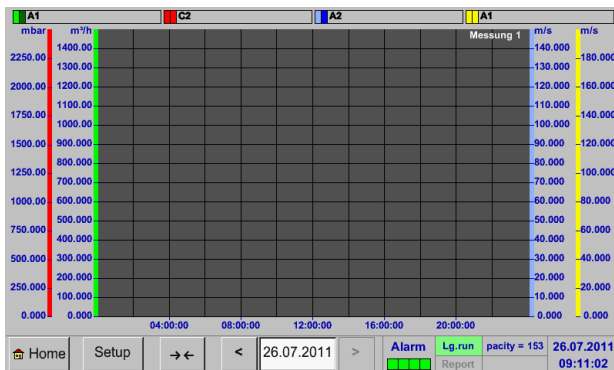 A1 C2 A2 A1
mbar m³/h Messung 1 m/s m/s
1400.00 140.000
2250.00 1300.00 130.000 180.000
2000.00 1200.00 120.000 160.000
1100.00 110.000
1750.00 1000.00 100.000 140.000
1500.00 900.000 90.000 120.000
800.000 80.000
1250.00 700.000 70.000 100.000
1000.00 600.000 60.000 80.000
500.000 50.000
750.000 400.000 40.000 60.000
500.000 300.000 30.000 40.000
200.000 20.000
250.000 100.000 10.000 20.000
0.000 0.000 0.000 0.000
04:00:00 08:00:00 12:00:00 16:00:00 20:00:00
Home Setup →← < 26.07.2011 > Alarm Lg.run pacity = 153 26.07.2011
Report 09:11:02